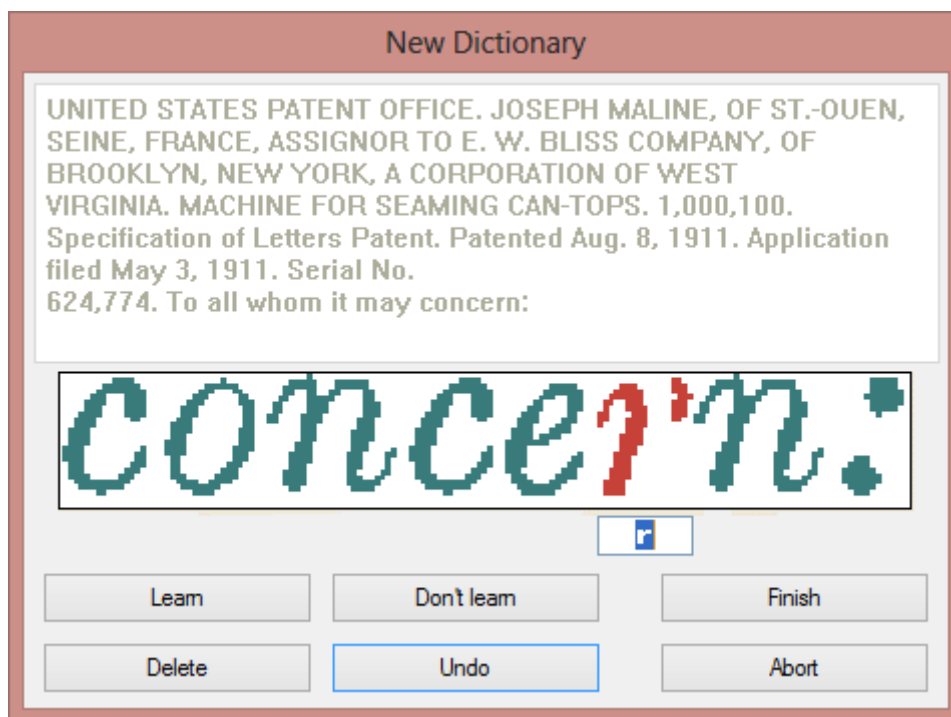 New Dictionary
UNITED STATES PATENT OFFICE. JOSEPH MALINE, OF ST.-OUEN,
SEINE, FRANCE, ASSIGNOR TO E. W. BLISS COMPANY, OF
BROOKLYN, NEW YORK, A CORPORATION OF WEST
VIRGINIA. MACHINE FOR SEAMING CAN-TOPS. 1,000,100.
Specification of Letters Patent. Patented Aug. 8, 1911. Application
filed May 3, 1911. Serial No.
624,774. To all whom it may concern:
concern:
r
Learn Don't learn Finish
Delete Undo Abort